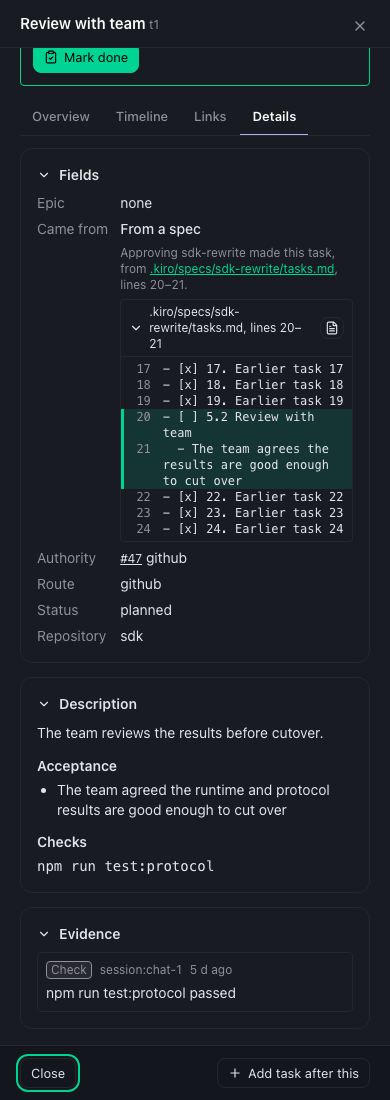 Review with team t1
Mark done
Overview Timeline Links Details
Fields
Epic none
Came from From a spec
Approving sdk-rewrite made this task,
from .kiro/specs/sdk-rewrite/tasks.md,
lines 20–21.
.kiro/specs/sdk-
rewrite/tasks.md, lines 20–
21
17 - [x] 17. Earlier task 17
18 - [x] 18. Earlier task 18
19 - [x] 19. Earlier task 19
20 - [ ] 5.2 Review with
team
21 - The team agrees the
results are good enough
to cut over
22 - [x] 22. Earlier task 22
23 - [x] 23. Earlier task 23
24 - [x] 24. Earlier task 24
Authority #47 github
Route github
Status planned
Repository sdk
Description
The team reviews the results before cutover.
Acceptance
• The team agreed the runtime and protocol
results are good enough to cut over
Checks
npm run test:protocol
Evidence
Check session:chat-1 5 d ago
npm run test:protocol passed
Close + Add task after this